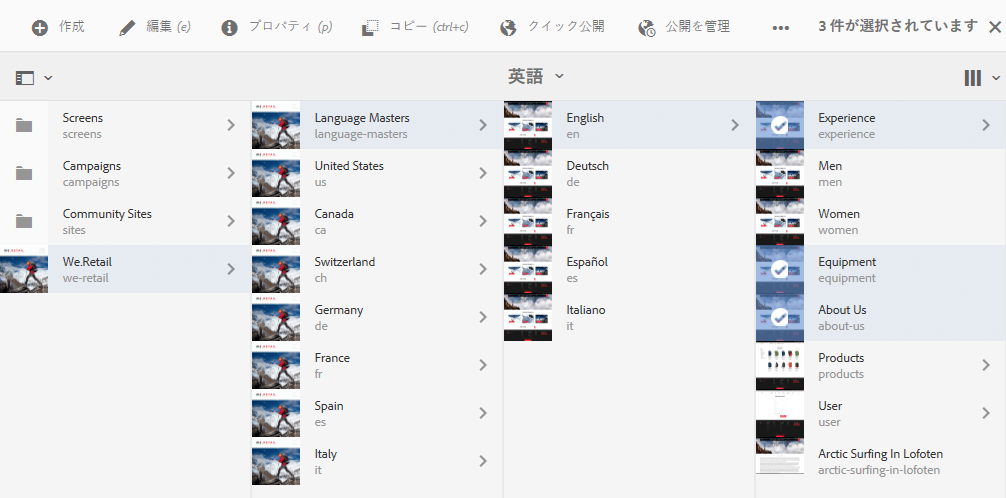 作成
編集 (e)
プロパティ (p)
コピー (ctrl+c)
クイック公開
公開を管理
3 件が選択されています
英語
Screens
screens
Campaigns
campaigns
Community Sites
sites
We.Retail
we-retail
Language Masters
language-masters
United States
us
Canada
ca
Switzerland
ch
Germany
de
France
fr
Spain
es
Italy
it
English
en
Deutsch
de
Français
fr
Español
es
Italiano
it
Experience
experience
Men
men
Women
women
Equipment
equipment
About Us
about-us
Products
products
User
user
Arctic Surfing In Lofoten
arctic-surfing-in-lofoten